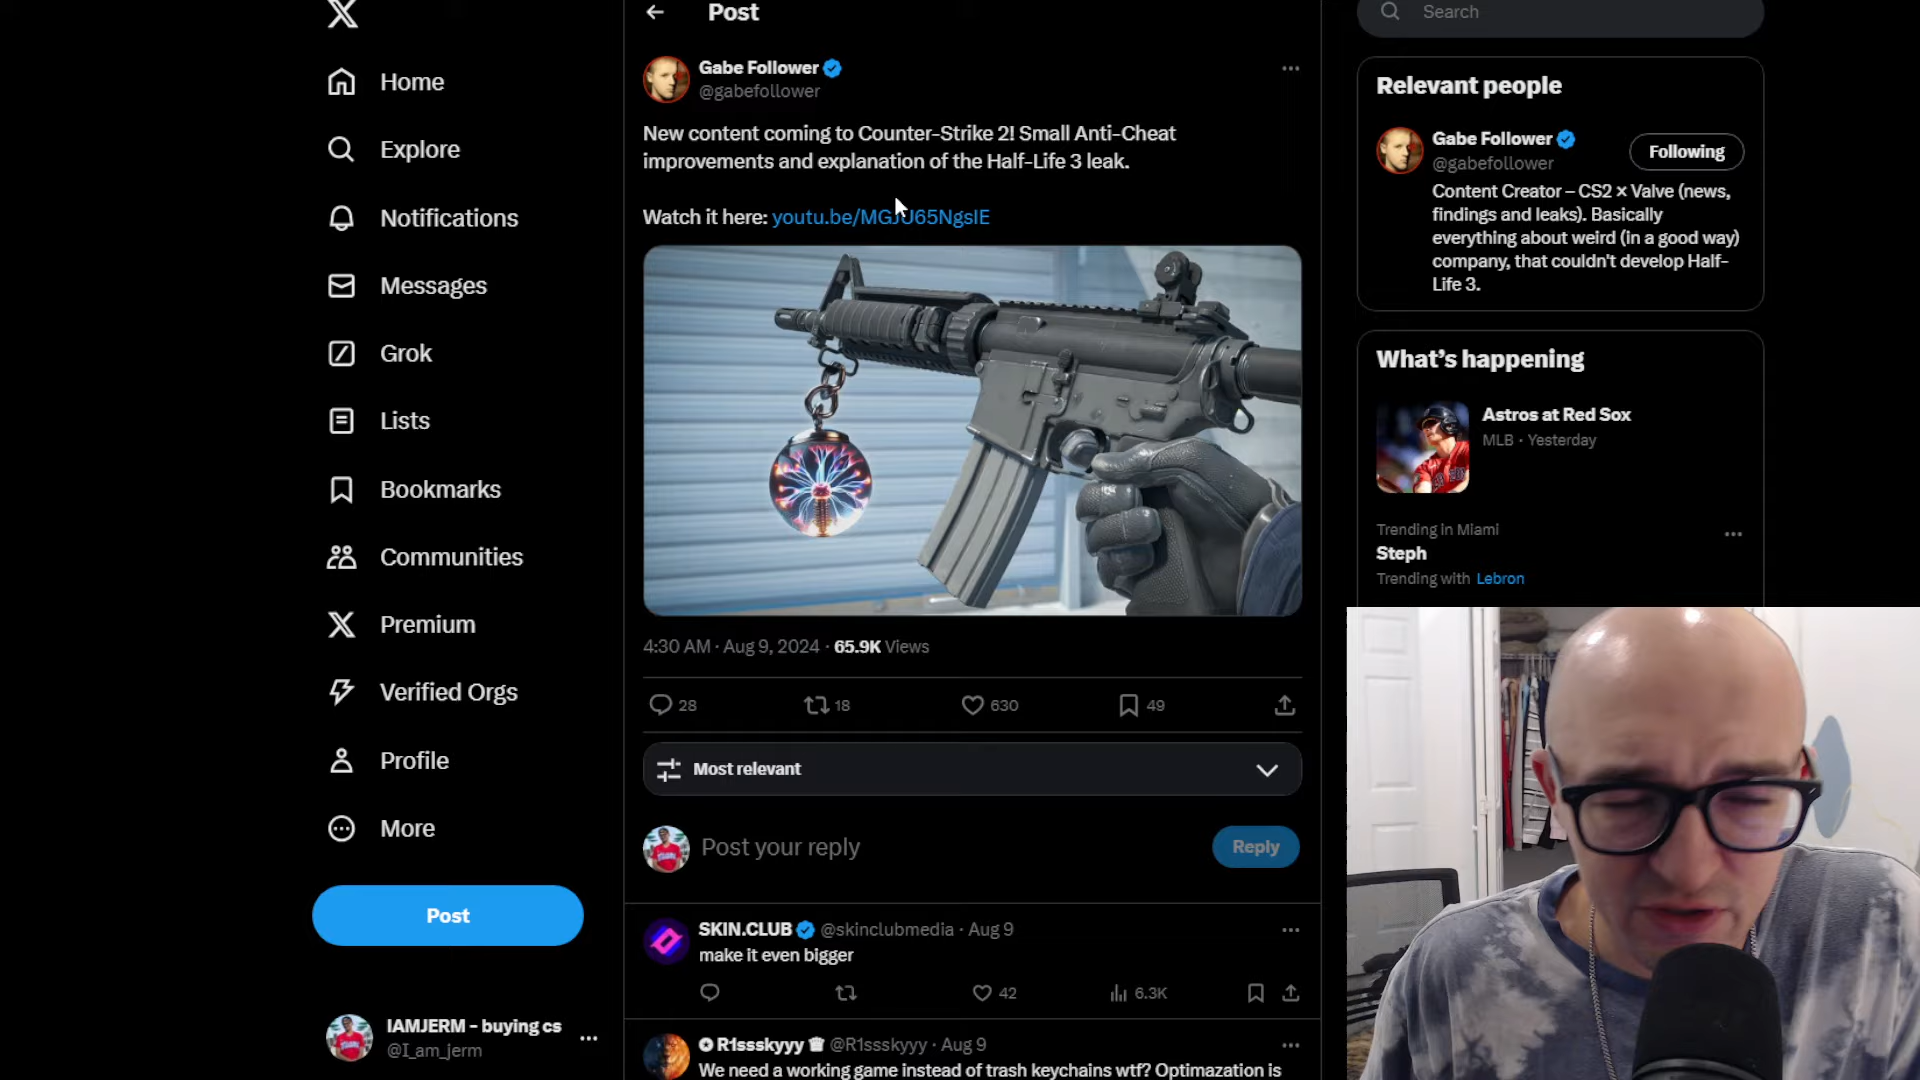 Home
Explore
Notifications
Messages
Grok
Lists
Bookmarks
Communities
Premium
Verified Orgs
Profile
More
Post
IAMJERM - buying cs
@I_am_jerm
Post
Gabe Follower
@gabefollower
New content coming to Counter-Strike 2! Small Anti-Cheat
improvements and explanation of the Half-Life 3 leak.
Watch it here: youtu.be/MGJU65NgsIE
4:30 AM · Aug 9, 2024 · 65.9K Views
28
18
630
49
Most relevant
Post your reply
Reply
SKIN.CLUB @skinclubmedia · Aug 9
make it even bigger
42
6.3K
R1ssskyyy @R1ssskyyy · Aug 9
We need a working game instead of trash keychains wtf? Optimazation is
Search
Relevant people
Gabe Follower
@gabefollower
Following
Content Creator – CS2 × Valve (news,
findings and leaks). Basically
everything about weird (in a good way)
company, that couldn't develop Half-
Life 3.
What's happening
Astros at Red Sox
MLB · Yesterday
Trending in Miami
Steph
Trending with Lebron